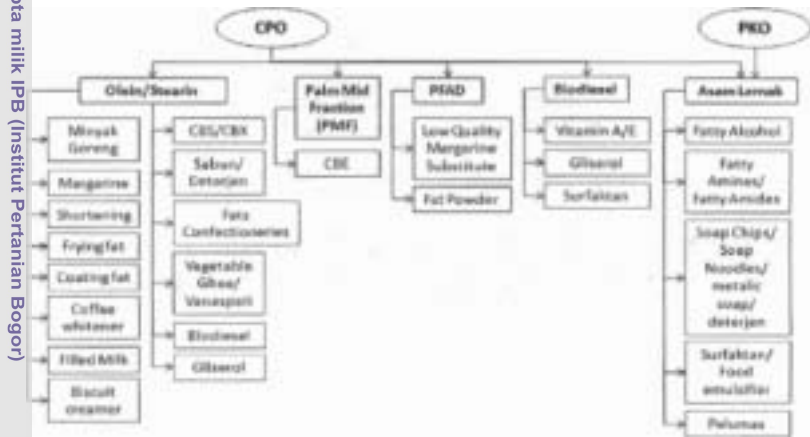 pta milik IPB (Institut Pertanian Bogor)
CPO
PKO
Olein/Stearin
Palm Mid
Fraction
(PMF)
PFAD
Biodiesel
Asam Lemak
Minyak
Goreng
Margarine
Shortening
Frying fat
Coating fat
Coffee
whitener
Filled Milk
Biscuit
creamer
CBS/CBX
Sabun/
Detarjen
Fats
Confectioneries
Vegetable
Ghee/
Vanaspati
Biodiesel
Gliserol
CBE
Low Quality
Margarine
Substitute
Fat Powder
Vitamin A/E
Gliserol
Surfaktan
Fatty Alcohol
Fatty
Amines/
Fatty Amides
Soap Chips/
Soap
Noodles/
metalic
soap/
deterjen
Surfaktan/
Food
emulsifier
Pelumas